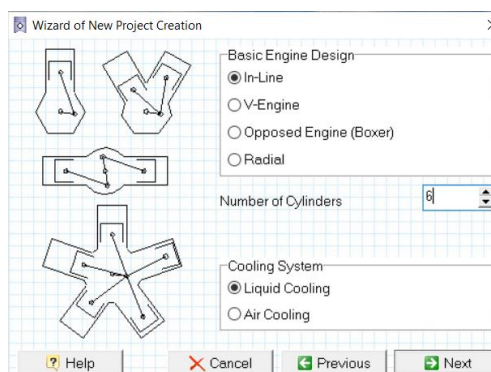 Wizard of New Project Creation
Basic Engine Design
In-Line
V-Engine
Opposed Engine (Boxer)
Radial
Number of Cylinders 6
Cooling System
Liquid Cooling
Air Cooling
Help Cancel Previous Next